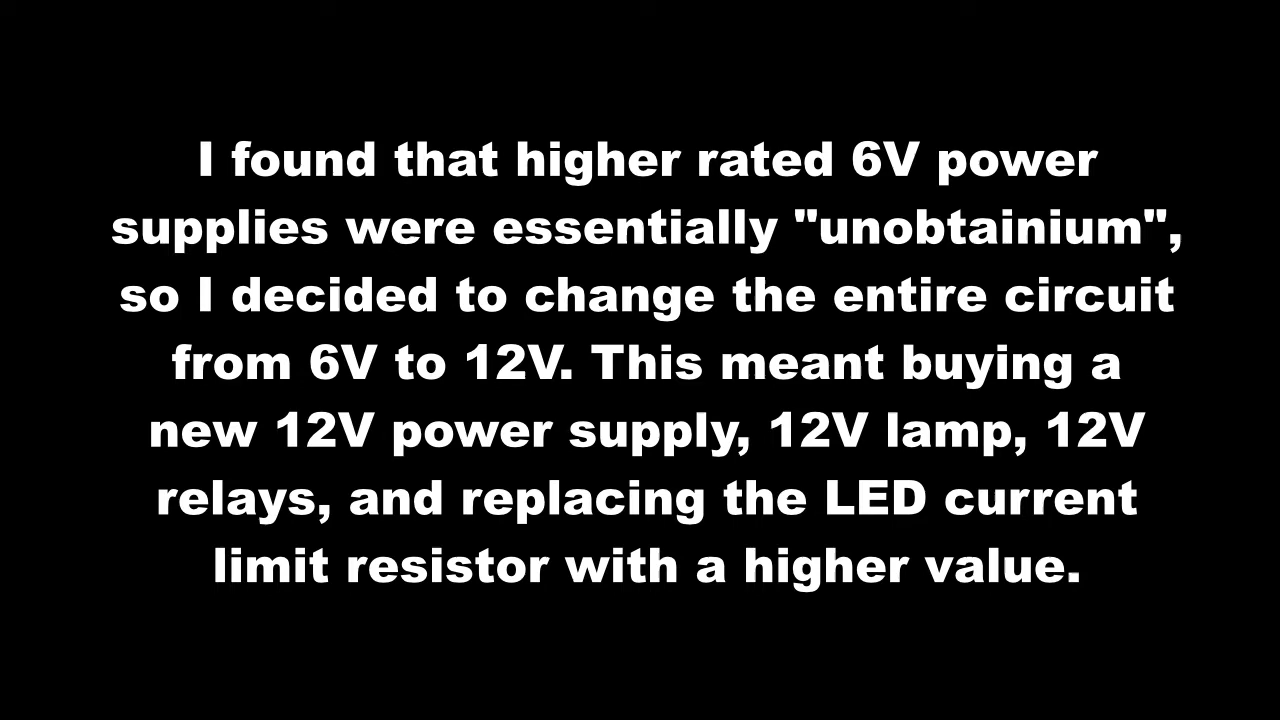 I found that higher rated 6V power
supplies were essentially "unobtainium",
so I decided to change the entire circuit
from 6V to 12V. This meant buying a
new 12V power supply, 12V lamp, 12V
relays, and replacing the LED current
limit resistor with a higher value.